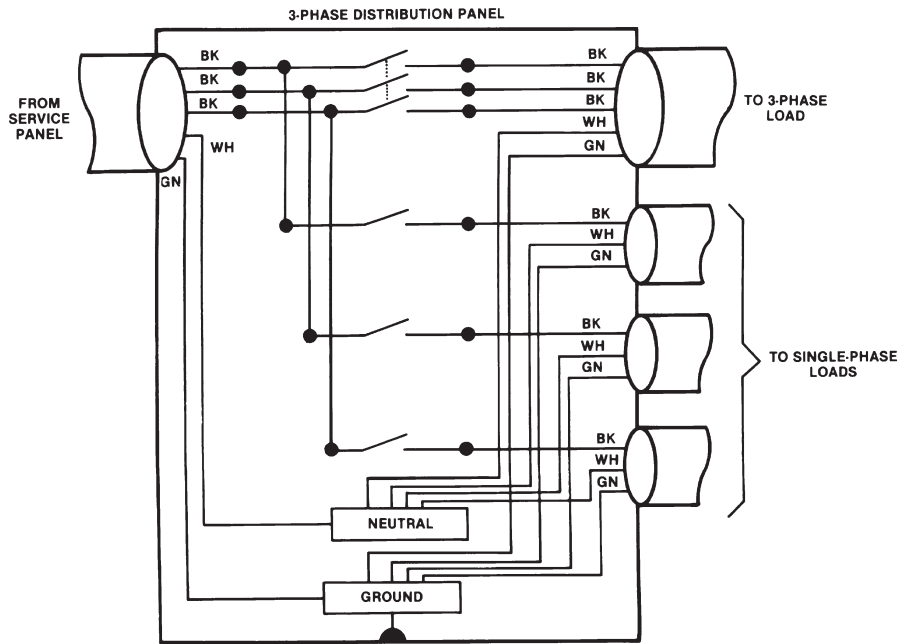 3-PHASE DISTRIBUTION PANEL
FROM
SERVICE
PANEL
BK
BK
BK
WH
GN
BK
BK
BK
WH
GN
TO 3-PHASE
LOAD
BK
WH
GN
BK
WH
GN
TO SINGLE-PHASE
LOADS
BK
WH
GN
NEUTRAL
GROUND